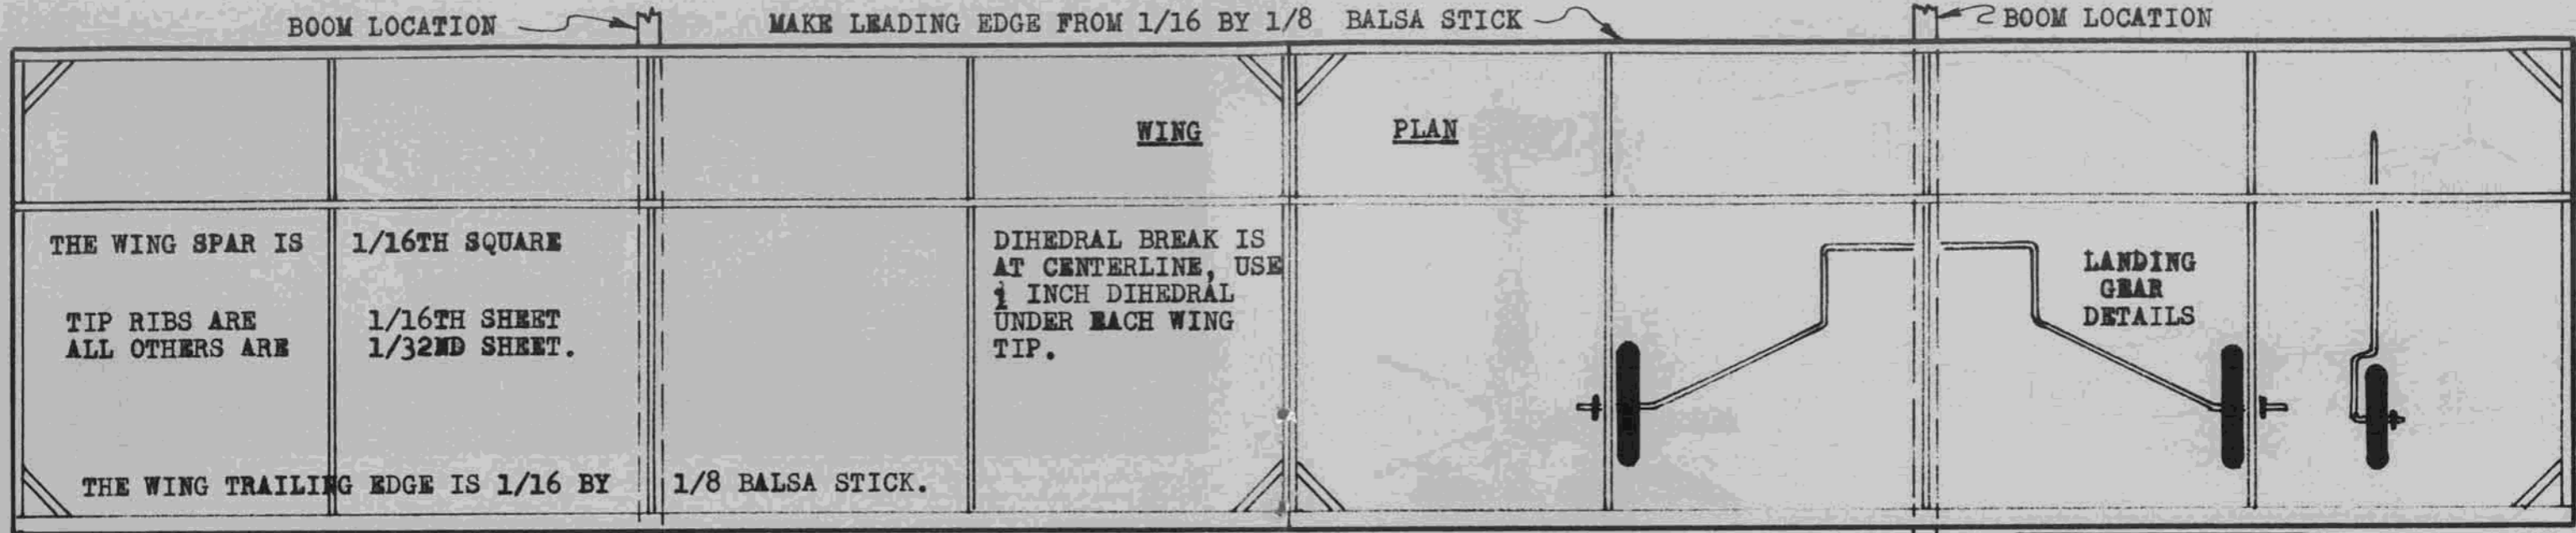 BOOM LOCATION
MAKE LEADING EDGE FROM 1/16 BY 1/8 BALSA STICK
BOOM LOCATION
WING PLAN
THE WING SPAR IS 1/16TH SQUARE
TIP RIBS ARE 1/16TH SHEET
ALL OTHERS ARE 1/32ND SHEET.
DIHEDRAL BREAK IS
AT CENTERLINE, USE
INCH DIHEDRAL
UNDER EACH WING
TIP.
LANDING
GEAR
DETAILS
THE WING TRAILING EDGE IS 1/16 BY 1/8 BALSA STICK.